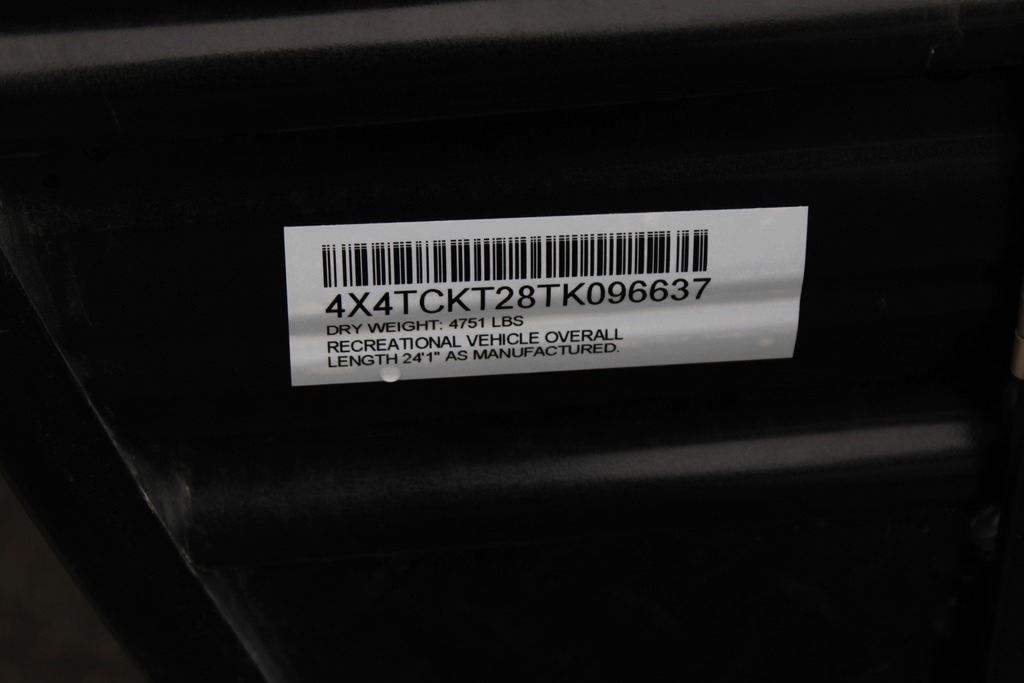 4X4TCKT28TK096637
DRY WEIGHT: 4751 LBS
RECREATIONAL VEHICLE OVERALL
LENGTH 24'1" AS MANUFACTURED.